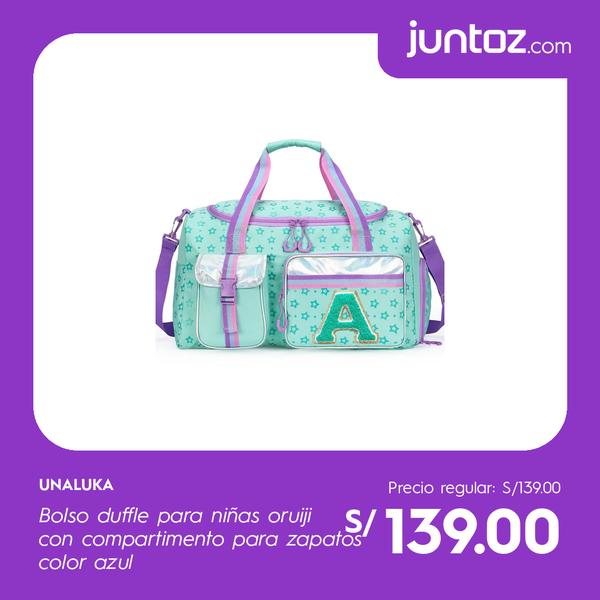 juntoz.com
A
UNALUKA
Bolso duffle para niñas oruiji
con compartimento para zapatos
color azul
Precio regular: S/139.00
S/ 139.00